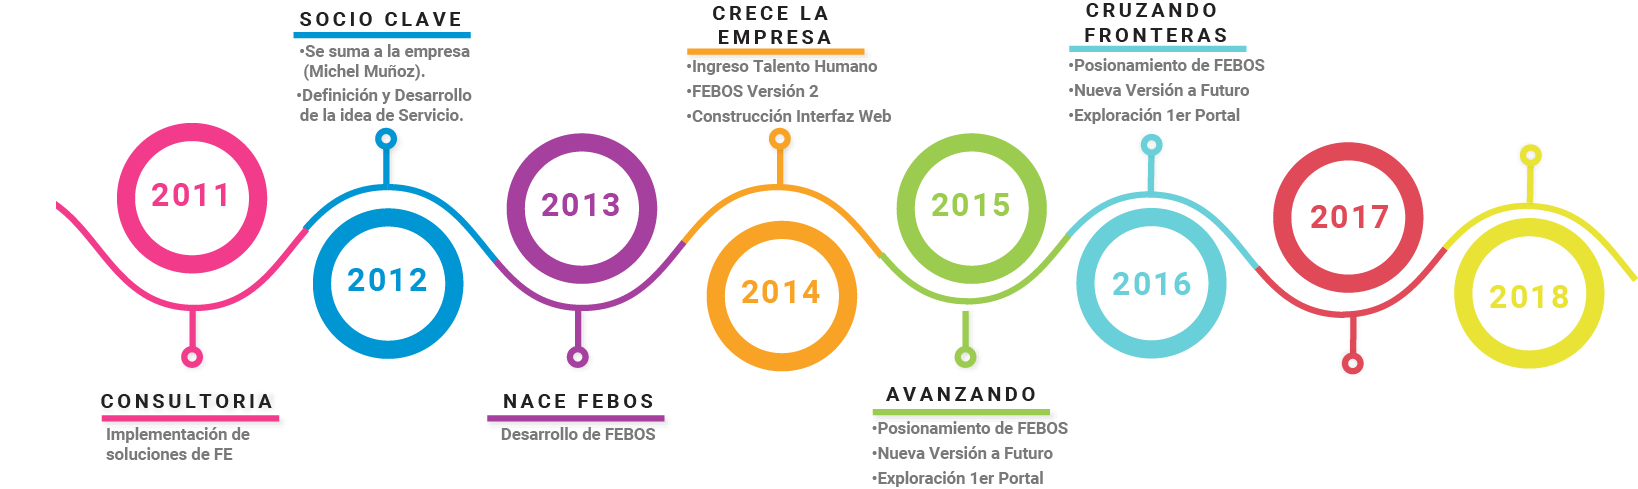 2011
CONSULTORIA
Implementación de
soluciones de FE
SOCIO CLAVE
•Se suma a la empresa
(Michel Muñoz).
•Definición y Desarrollo
de la idea de Servicio.
2012
2013
NACE FEBOS
Desarrollo de FEBOS
CRECE LA
EMPRESA
•Ingreso Talento Humano
•FEBOS Versión 2
•Construcción Interfaz Web
2014
2015
AVANZANDO
•Posionamiento de FEBOS
•Nueva Versión a Futuro
•Exploración 1er Portal
CRUZANDO
FRONTERAS
•Posionamiento de FEBOS
•Nueva Versión a Futuro
•Exploración 1er Portal
2016
2017
2018